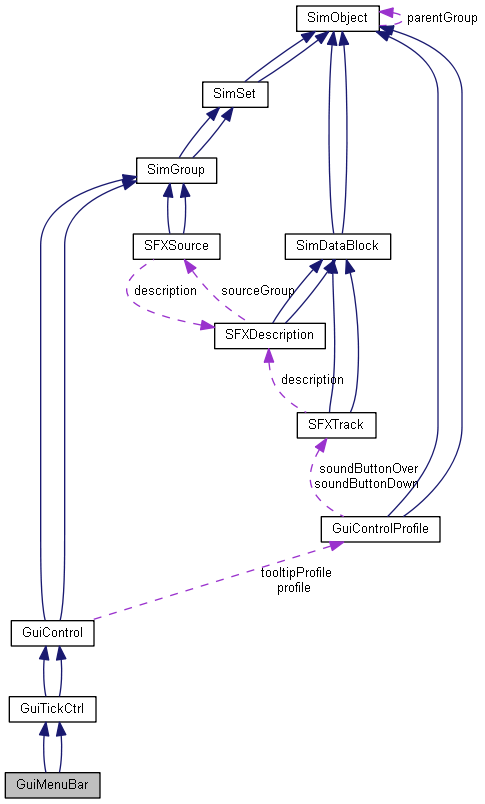 SimObject
parentGroup
SimSet
SimGroup
SFXSource
SimDataBlock
description
sourceGroup
SFXDescription
description
SFXTrack
soundButtonOver
soundButtonDown
GuiControlProfile
tooltipProfile
profile
GuiControl
GuiTickCtrl
GuiMenuBar